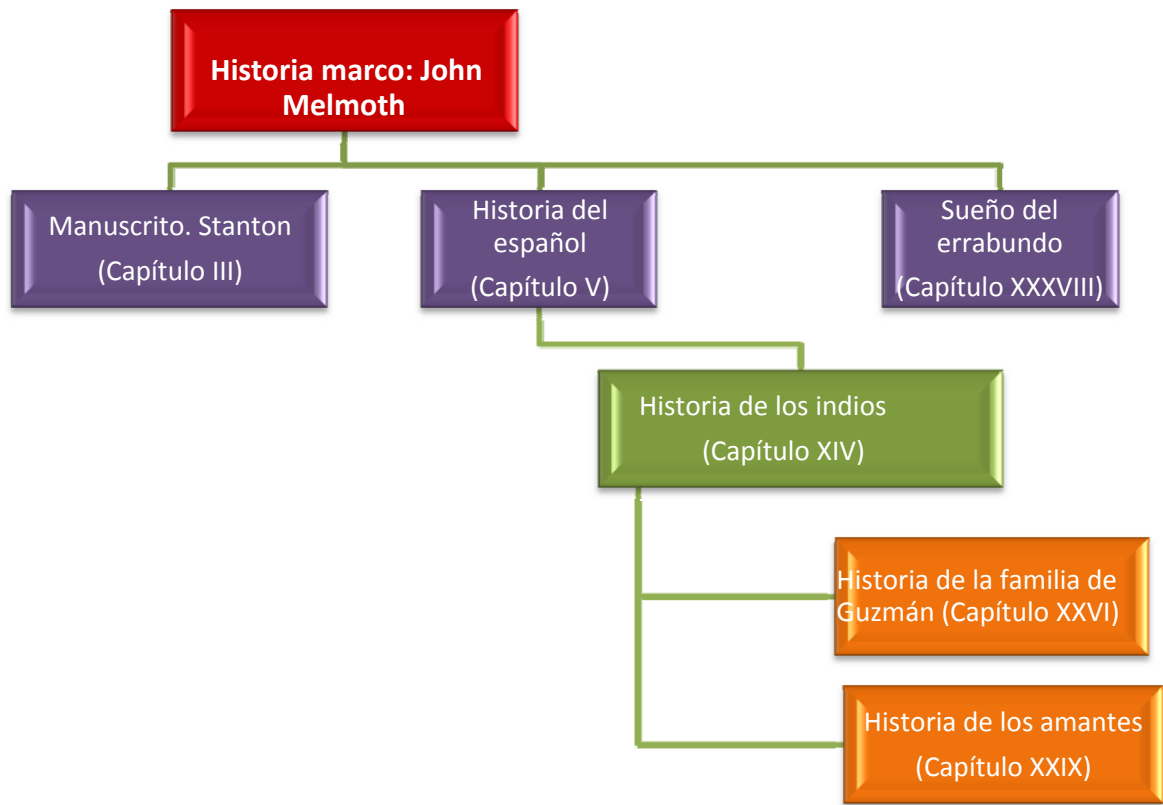 Historia marco: John
Melmoth
Manuscrito. Stanton
(Capítulo III)
Historia del
español
(Capítulo V)
Sueño del
errabundo
(Capítulo XXXVIII)
Historia de los indios
(Capítulo XIV)
Historia de la familia de
Guzmán (Capítulo XXVI)
Historia de los amantes
(Capítulo XXIX)